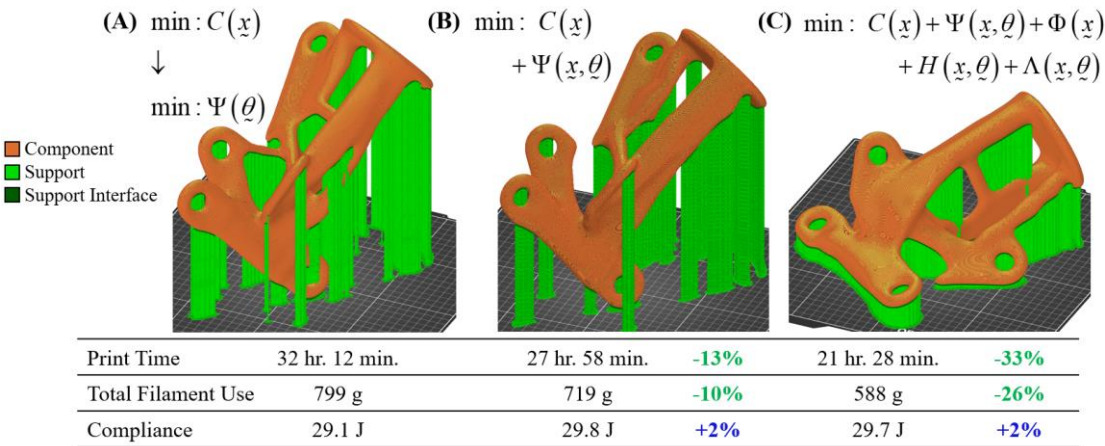 (A) min : C(x̰)
↓
min : Ψ(θ̰)
(B) min : C(x̰)
+ Ψ(x̰,θ̰)
(C) min : C(x̰) + Ψ(x̰,θ̰) + Φ(x̰)
+ H(x̰,θ̰) + Λ(x̰,θ̰)
Component
Support
Support Interface
Print Time 32 hr. 12 min. 27 hr. 58 min. -13% 21 hr. 28 min. -33%
Total Filament Use 799 g 719 g -10% 588 g -26%
Compliance 29.1 J 29.8 J +2% 29.7 J +2%